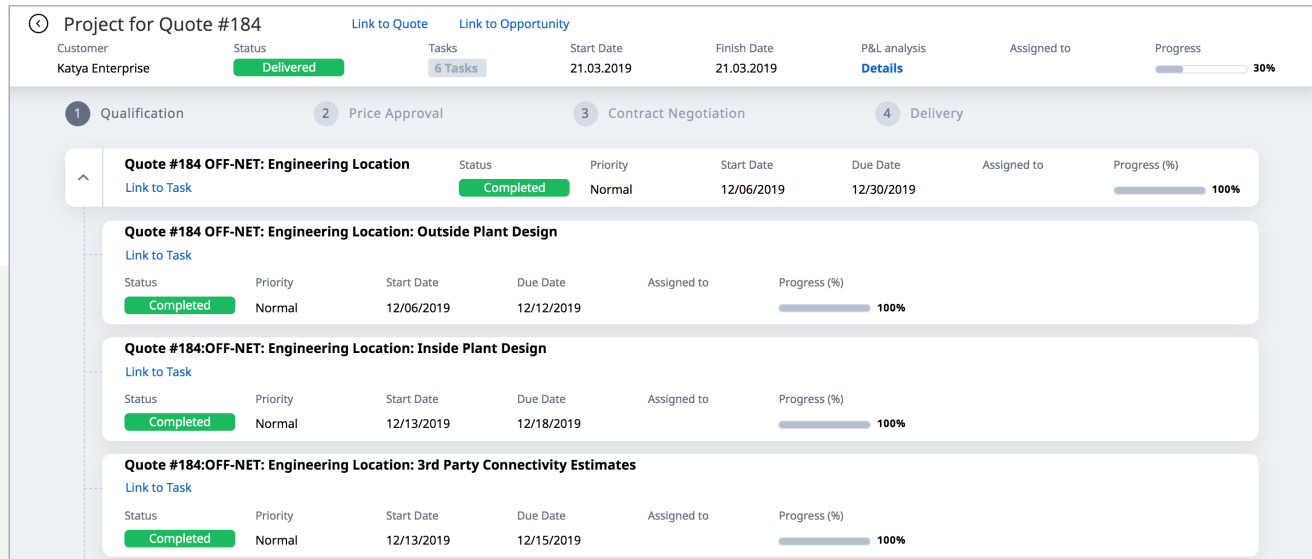 Project for Quote #184 Link to Quote Link to Opportunity
Customer Status Tasks Start Date Finish Date P&L analysis Assigned to Progress
Katya Enterprise Delivered 6 Tasks 21.03.2019 21.03.2019 Details 30%
1 Qualification 2 Price Approval 3 Contract Negotiation 4 Delivery
Quote #184 OFF-NET: Engineering Location Status Priority Start Date Due Date Assigned to Progress (%)
Link to Task Completed Normal 12/06/2019 12/30/2019 100%
Quote #184 OFF-NET: Engineering Location: Outside Plant Design
Link to Task
Status Priority Start Date Due Date Assigned to Progress (%)
Completed Normal 12/06/2019 12/12/2019 100%
Quote #184:OFF-NET: Engineering Location: Inside Plant Design
Link to Task
Status Priority Start Date Due Date Assigned to Progress (%)
Completed Normal 12/13/2019 12/18/2019 100%
Quote #184:OFF-NET: Engineering Location: 3rd Party Connectivity Estimates
Link to Task
Status Priority Start Date Due Date Assigned to Progress (%)
Completed Normal 12/13/2019 12/15/2019 100%